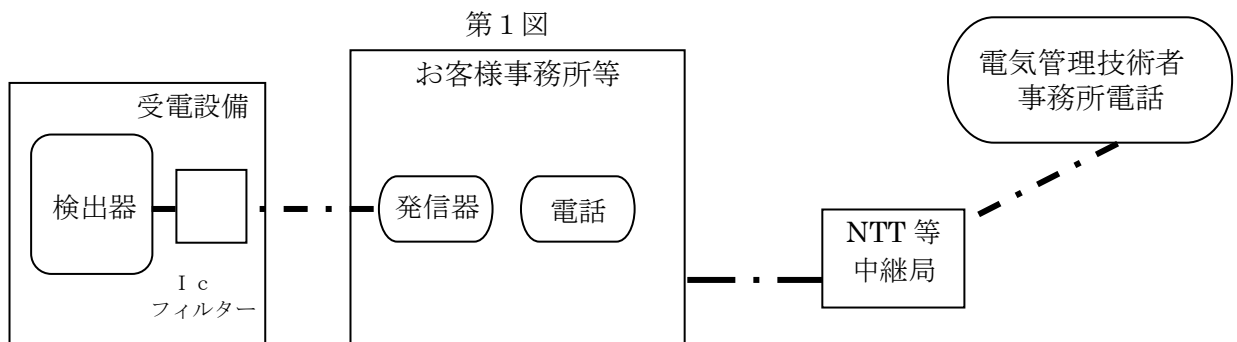 第１図
受電設備
検出器
Ｉｃ
フィルター
お客様事務所等
発信器
電話
NTT 等
中継局
電気管理技術者
事務所電話